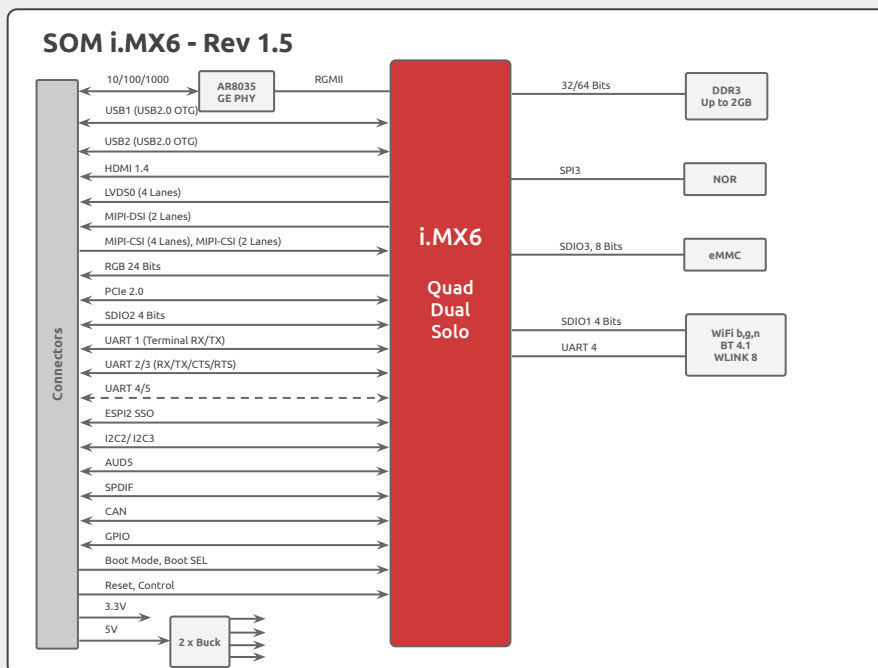 SOM i.MX6 - Rev 1.5
Connectors
10/100/1000
AR8035
GE PHY
RGMII
USB1 (USB2.0 OTG)
USB2 (USB2.0 OTG)
HDMI 1.4
LVDS0 (4 Lanes)
MIPI-DSI (2 Lanes)
MIPI-CSI (4 Lanes), MIPI-CSI (2 Lanes)
RGB 24 Bits
PCIe 2.0
SDIO2 4 Bits
UART 1 (Terminal RX/TX)
UART 2/3 (RX/TX/CTS/RTS)
UART 4/5
ESPI2 SSO
I2C2/ I2C3
AUD5
SPDIF
CAN
GPIO
Boot Mode, Boot SEL
Reset, Control
3.3V
5V
2 x Buck
i.MX6
Quad
Dual
Solo
32/64 Bits
DDR3
Up to 2GB
SPI3
NOR
SDIO3, 8 Bits
eMMC
SDIO1 4 Bits
UART 4
WiFi b,g,n
BT 4.1
WLINK 8